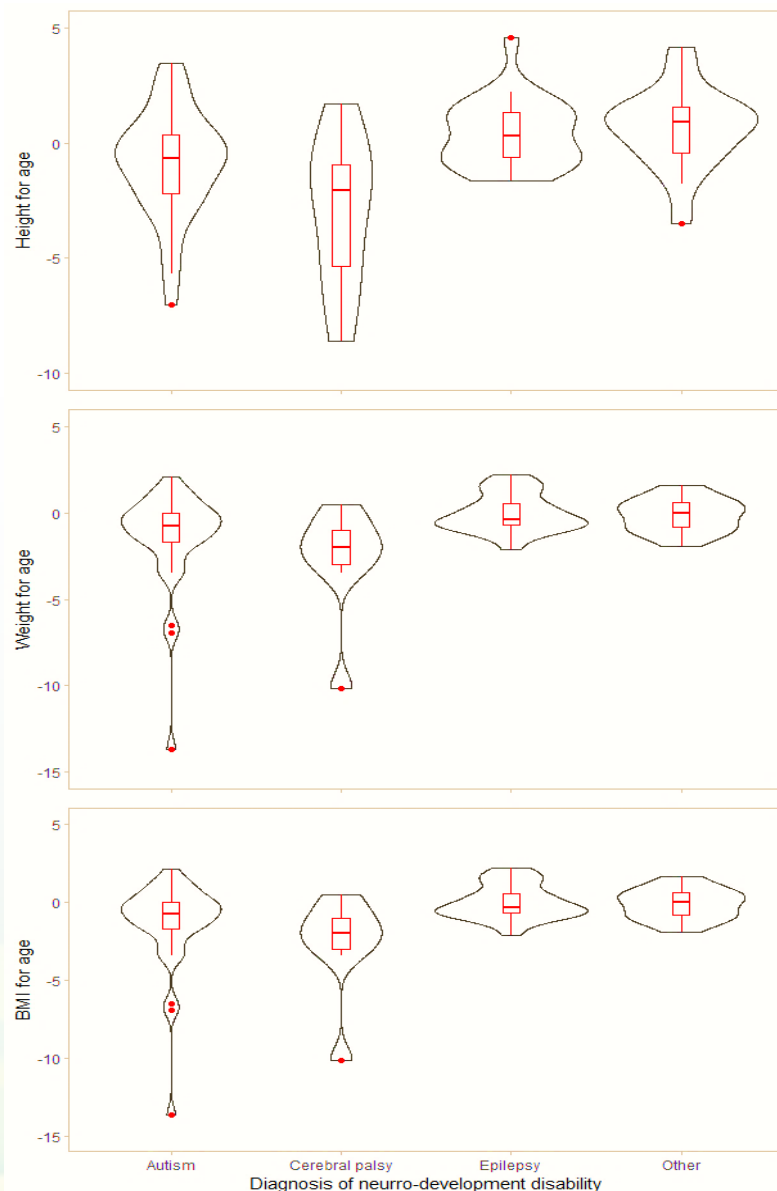 Height for age
5
0
-5
-10
Weight for age
5
0
-5
-10
-15
BMI for age
5
0
-5
-10
-15
Autism Cerebral palsy Epilepsy Other
Diagnosis of neurro-development disability